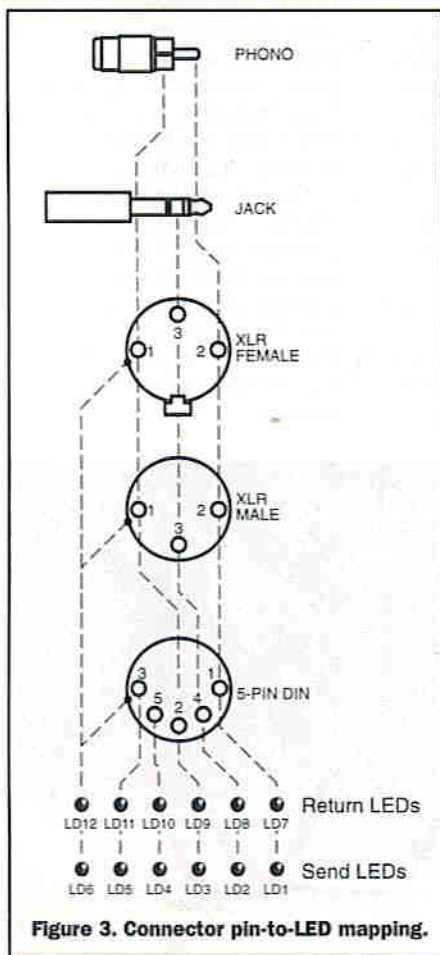 PHONO
JACK
3
1
2
XLR
FEMALE
1
2
XLR
MALE
3
3
1
5-PIN DIN
5
4
2
Return LEDs
LD12 LD11 LD10 LD9 LD8 LD7
Send LEDs
LD6 LD5 LD4 LD3 LD2 LD1
Figure 3. Connector pin-to-LED mapping.